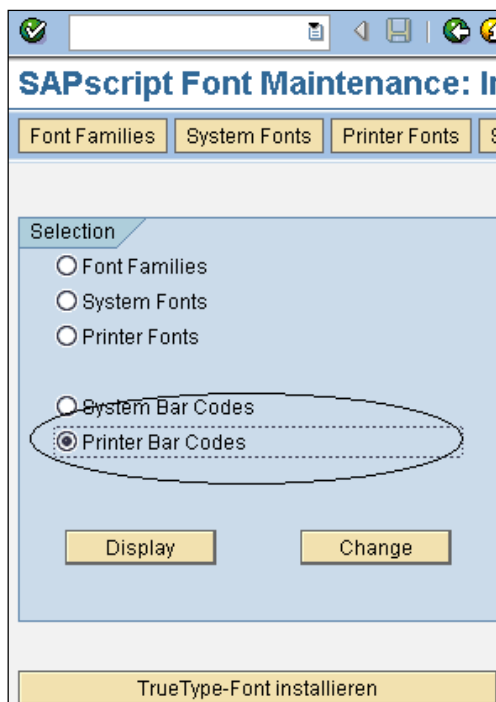 SAPscript Font Maintenance:
Font Families System Fonts Printer Fonts
Selection
Font Families
System Fonts
Printer Fonts
System Bar Codes
Printer Bar Codes
Display Change
TrueType-Font installieren